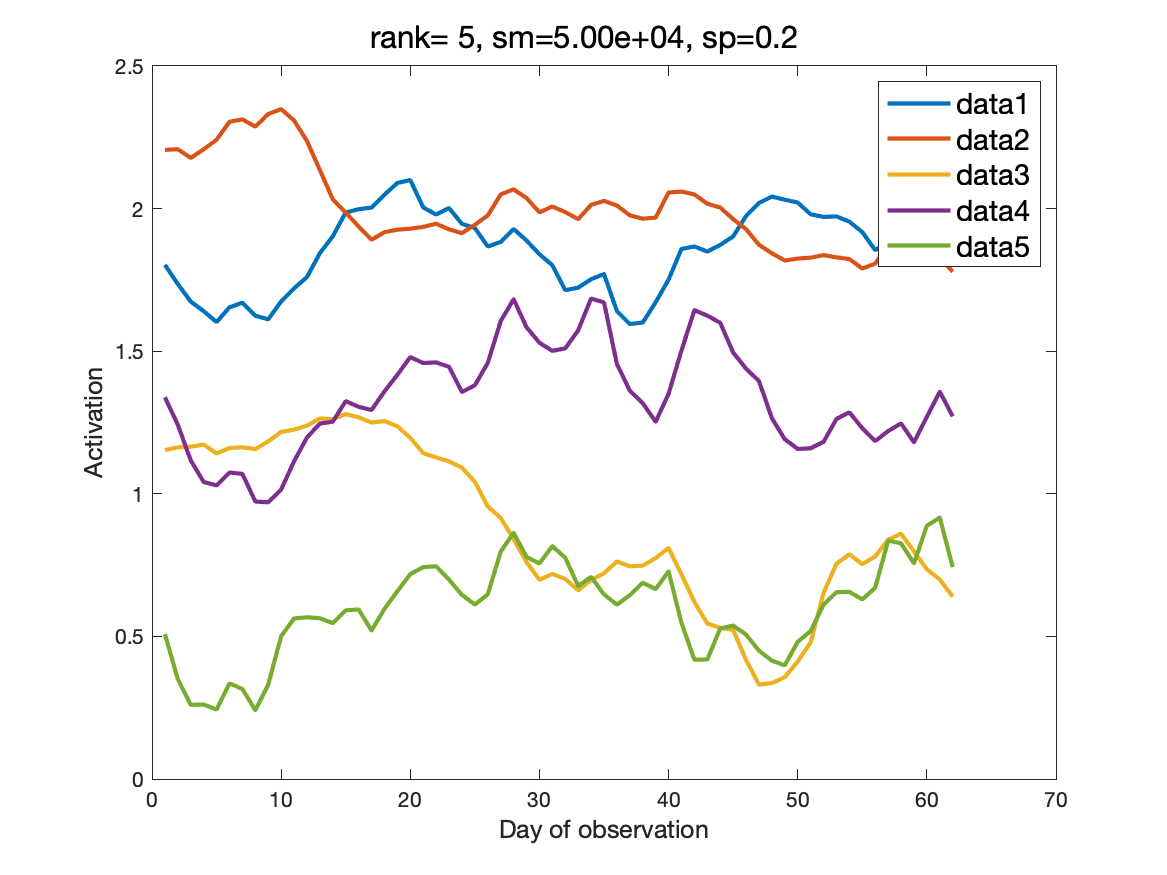 rank= 5, sm=5.00e+04, sp=0.2
2.5
2
1.5
1
0.5
0
Activation
data1
data2
data3
data4
data5
0 10 20 30 40 50 60 70
Day of observation